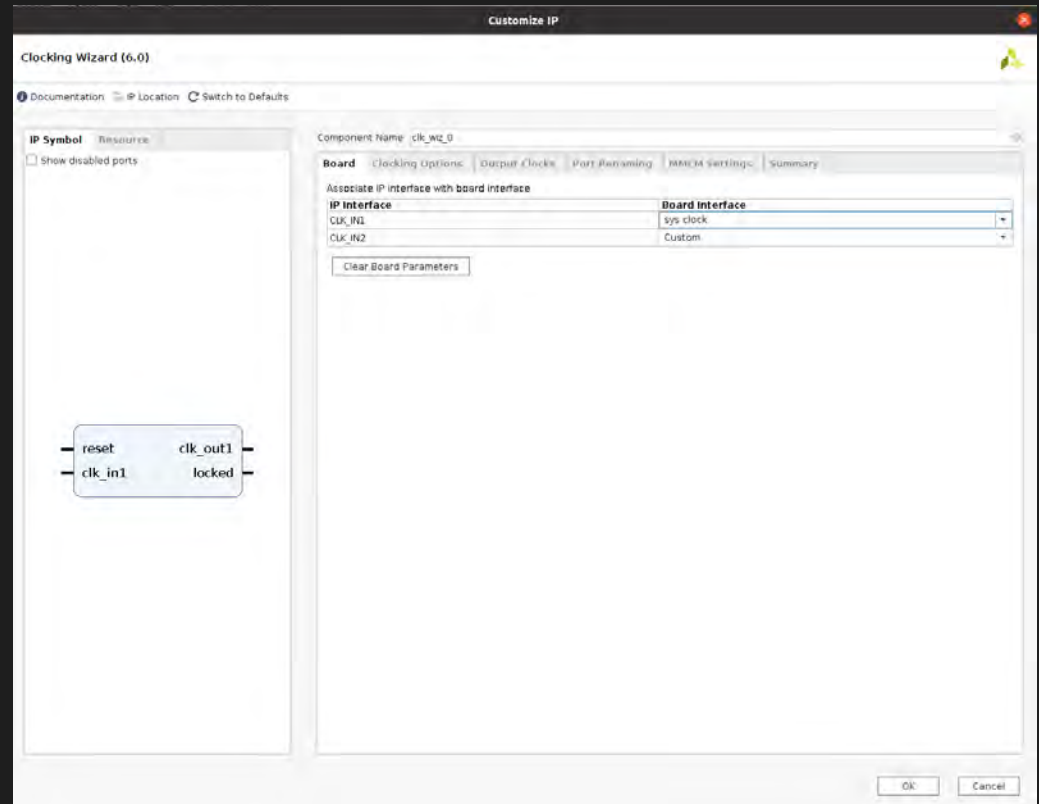 Customize IP
Clocking Wizard (6.0)
Documentation IP Location Switch to Defaults
IP Symbol Resource
Show disabled ports
reset clk_out1
clk_in1 locked
Component Name clk_wiz_0
Board Clocking Options Output Clocks Port Renaming MMCM Settings Summary
Associate IP interface with board interface
IP Interface Board Interface
CLK_IN1 sys clock
CLK_IN2 Custom
Clear Board Parameters
OK Cancel